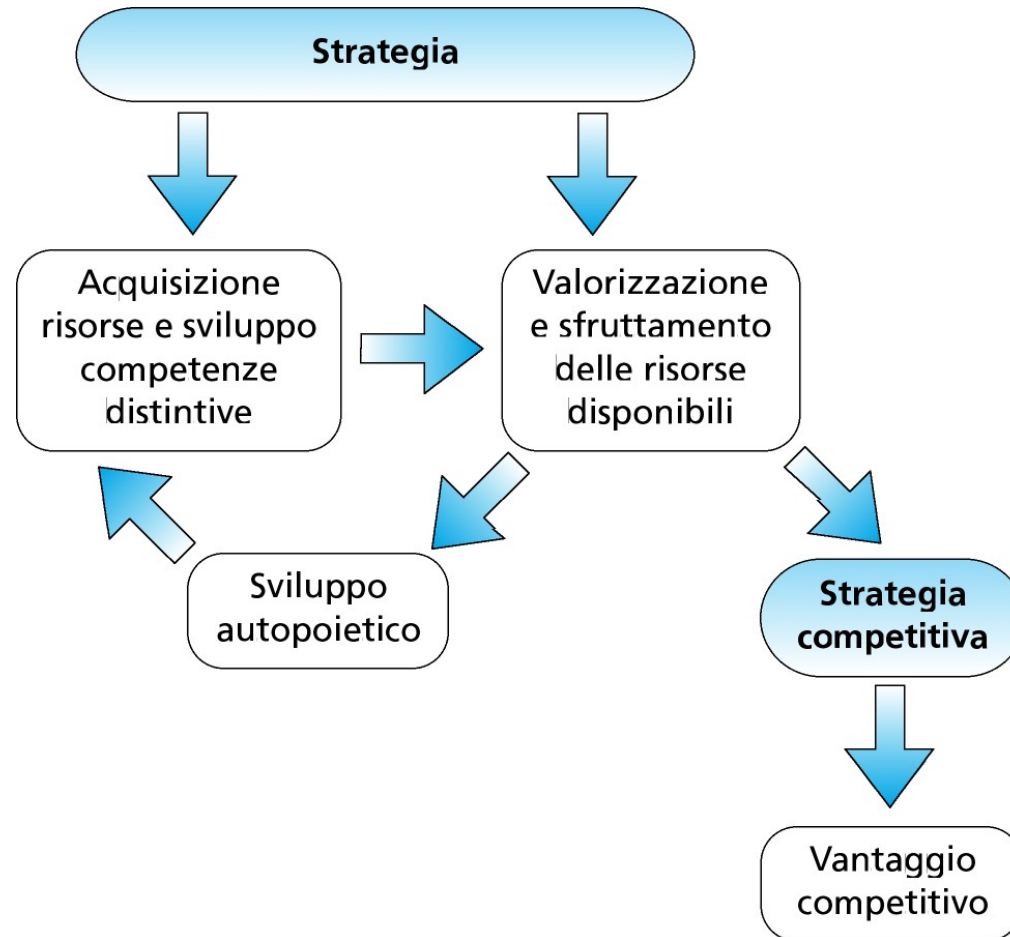 Strategia
Acquisizione
risorse e sviluppo
competenze
distintive
Valorizzazione
e sfruttamento
delle risorse
disponibili
Sviluppo
autopoietico
Strategia
competitiva
Vantaggio
competitivo